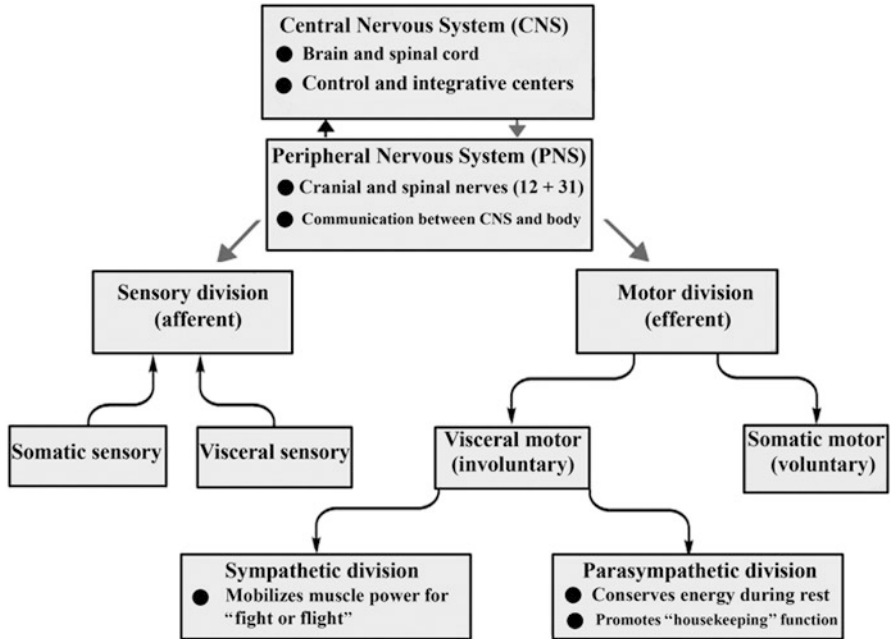 Central Nervous System (CNS)
● Brain and spinal cord
● Control and integrative centers
Peripheral Nervous System (PNS)
● Cranial and spinal nerves (12 + 31)
● Communication between CNS and body
Sensory division
(afferent)
Motor division
(efferent)
Somatic sensory
Visceral sensory
Visceral motor
(involuntary)
Somatic motor
(voluntary)
Sympathetic division
● Mobilizes muscle power for
“fight or flight”
Parasympathetic division
● Conserves energy during rest
● Promotes “housekeeping” function